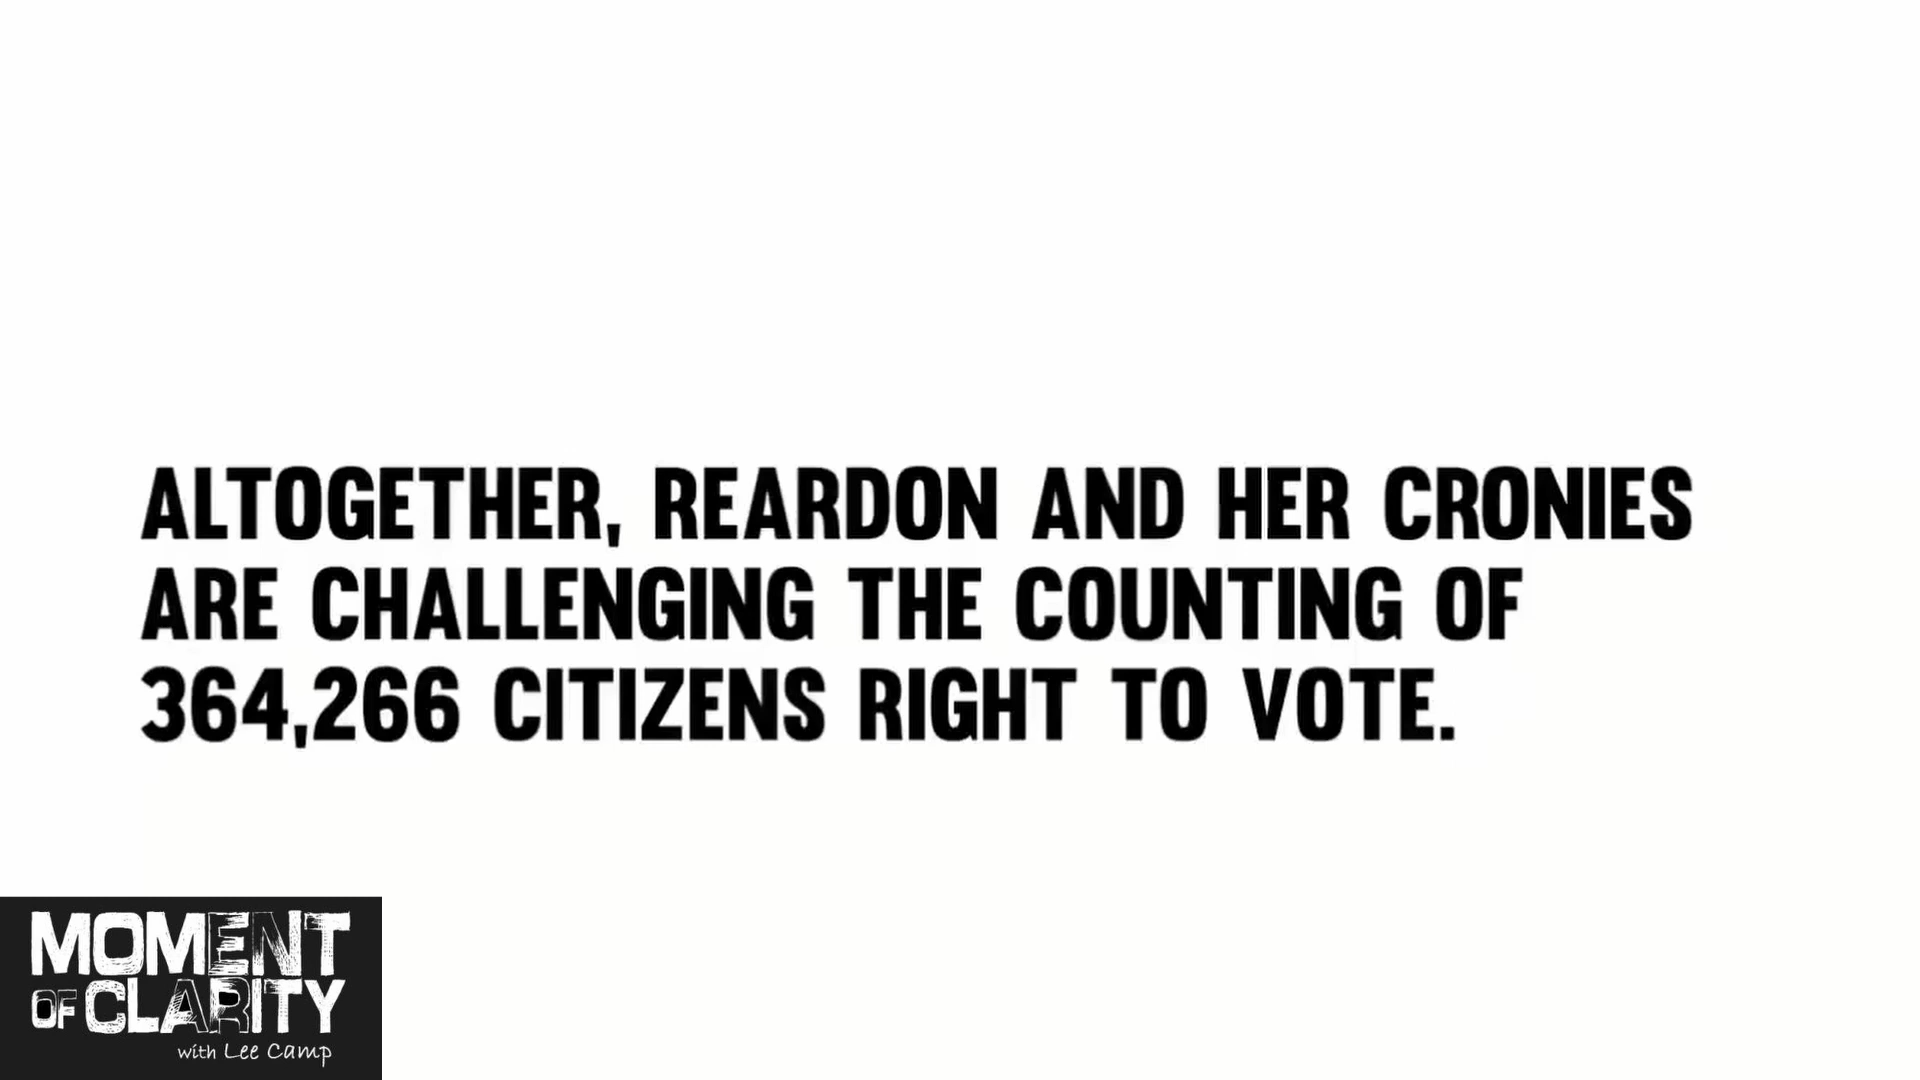 ALTOGETHER, REARDON AND HER CRONIES
ARE CHALLENGING THE COUNTING OF
364,266 CITIZENS RIGHT TO VOTE.
MOMENT
OF CLARITY
with Lee Camp